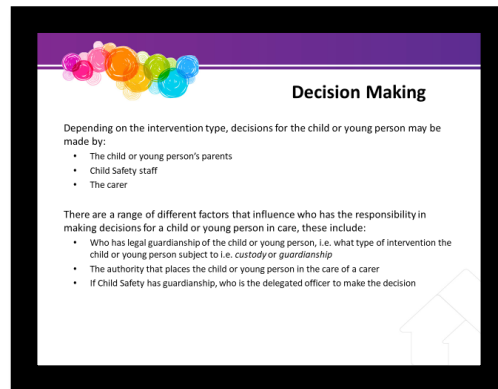 Decision Making
Depending on the intervention type, decisions for the child or young person may be
made by:
• The child or young person's parents
• Child Safety staff
• The carer
There are a range of different factors that influence who has the responsibility in
making decisions for a child or young person in care, these include:
• Who has legal guardianship of the child or young person, i.e. what type of intervention the
child or young person subject to i.e. custody or guardianship
• The authority that places the child or young person in the care of a carer
• If Child Safety has guardianship, who is the delegated officer to make the decision